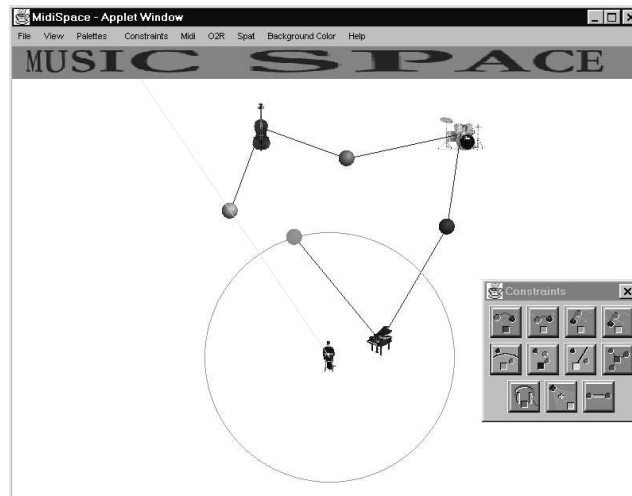 MidiSpace - Applet Window
File View Palettes Constraints Midi O2R Spat Background Color Help
MUSIC SPACE
Constraints